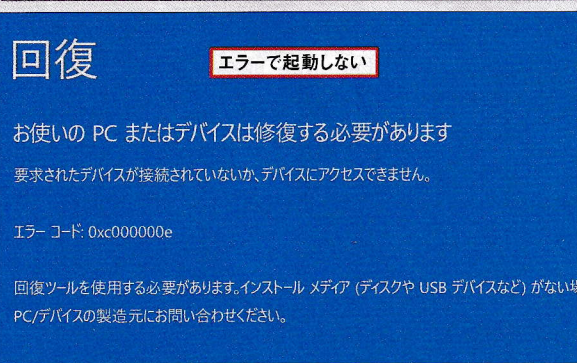 回復
エラーで起動しない
お使いの PC またはデバイスは修復する必要があります
要求されたデバイスが接続されていないか、デバイスにアクセスできません。
エラー コード: 0xc000000e
回復ツールを使用する必要があります。インストール メディア (ディスクや USB デバイスなど) がない場
PC/デバイスの製造元にお問い合わせください。